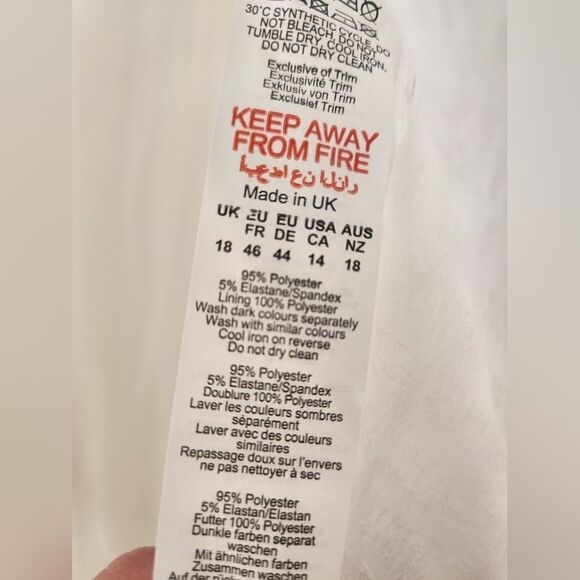 30°C SYNTHETIC CYCLE, DO
NOT BLEACH, DO NOT
TUMBLE DRY, COOL IRON,
DO NOT DRY CLEAN
Exclusive of Trim
Exclusivité Trim
Exklusiv von Trim
Exclusief Trim
KEEP AWAY
FROM FIRE
أبعدها عن النار
Made in UK
UK EU EU USA AUS
FR DE CA NZ
18 46 44 14 18
95% Polyester
5% Elastane/Spandex
Lining 100% Polyester
Wash dark colours separately
Wash with similar colours
Cool iron on reverse
Do not dry clean
95% Polyester
5% Elastane/Spandex
Doublure 100% Polyester
Laver les couleurs sombres
séparément
Laver avec des couleurs
similaires
Repassage doux sur l'envers
ne pas nettoyer à sec
95% Polyester
5% Elastan/Elastan
Futter 100% Polyester
Dunkle farben separat
waschen
Mit ähnlichen farben
Zusammen waschen
Auf der